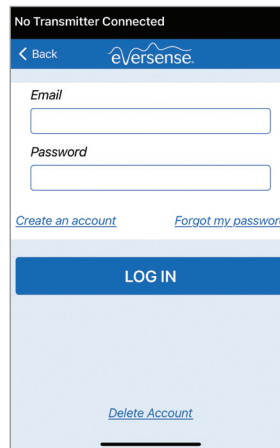 No Transmitter Connected
Back
eversense.
Email
Password
Create an account
Forgot my passwor
LOG IN
Delete Account